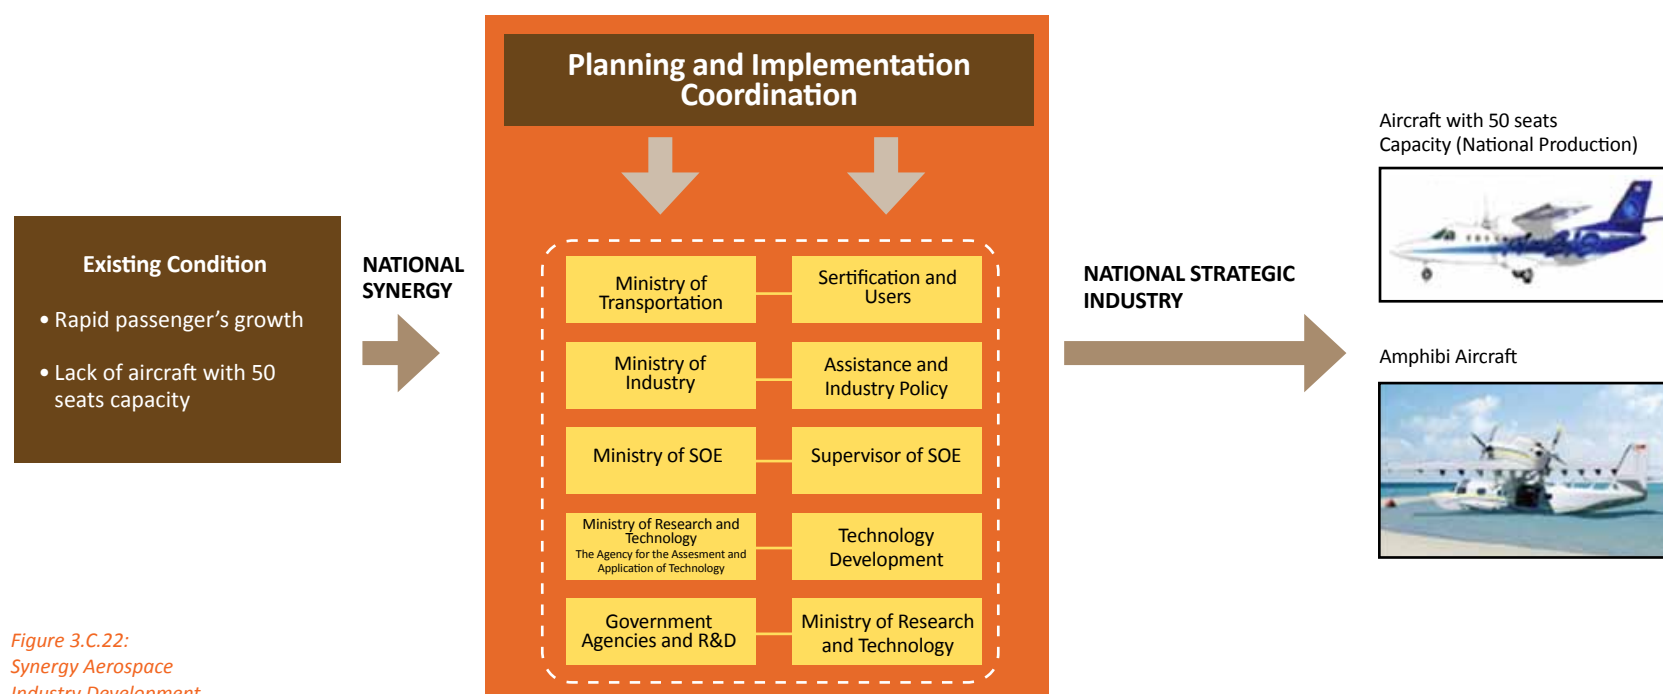 Planning and Implementation
Coordination
Existing Condition
• Rapid passenger's growth
• Lack of aircraft with 50
seats capacity
NATIONAL
SYNERGY
Ministry of
Transportation
Sertification and
Users
Ministry of
Industry
Assistance and
Industry Policy
Ministry of SOE
Supervisor of SOE
Ministry of Research and
Technology
The Agency for the Assesment and
Application of Technology
Technology
Development
Government
Agencies and R&D
Ministry of Research
and Technology
NATIONAL STRATEGIC
INDUSTRY
Aircraft with 50 seats
Capacity (National Production)
Amphibi Aircraft
Figure 3.C.22:
Synergy Aerospace
Industry Development